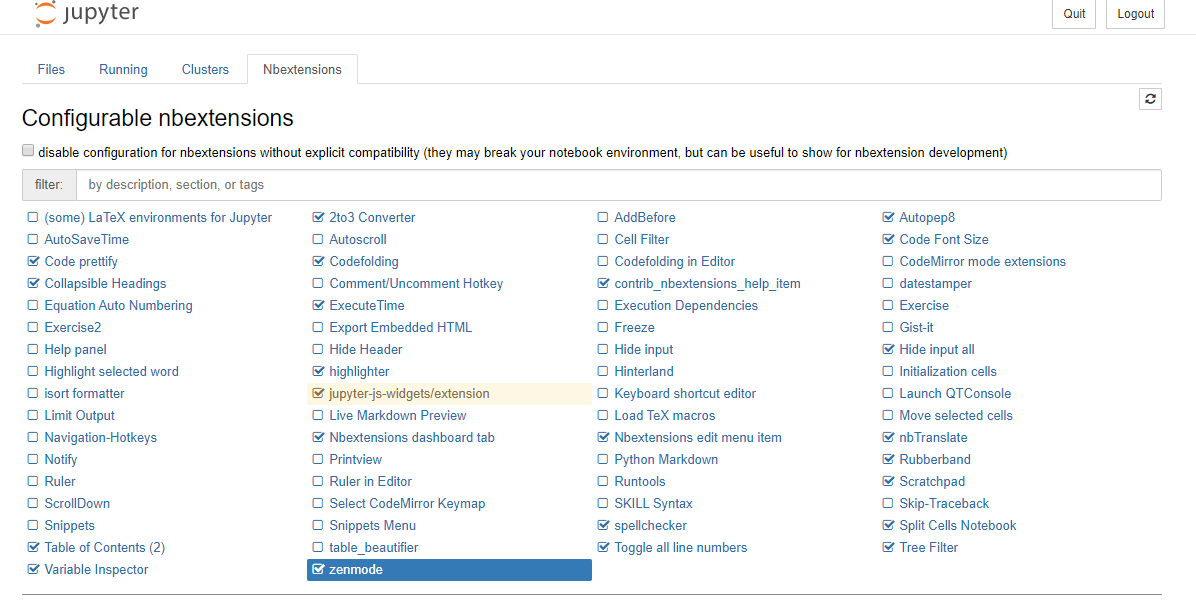 jupyter
Quit Logout
Files Running Clusters Nbextensions
Configurable nbextensions
disable configuration for nbextensions without explicit compatibility (they may break your notebook environment, but can be useful to show for nbextension development)
filter: by description, section, or tags
(some) LaTeX environments for Jupyter 2to3 Converter AddBefore Autopep8
AutoSaveTime Autoscroll Cell Filter Code Font Size
Code prettify Codefolding Codefolding in Editor CodeMirror mode extensions
Collapsible Headings Comment/Uncomment Hotkey contrib_nbextensions_help_item datestamper
Equation Auto Numbering ExecuteTime Execution Dependencies Exercise
Exercise2 Export Embedded HTML Freeze Gist-it
Help panel Hide Header Hide input Hide input all
Highlight selected word highlighter Hinterland Initialization cells
isort formatter jupyter-js-widgets/extension Keyboard shortcut editor Launch QTConsole
Limit Output Live Markdown Preview Load TeX macros Move selected cells
Navigation-Hotkeys Nbextensions dashboard tab Nbextensions edit menu item nbTranslate
Notify Printview Python Markdown Rubberband
Ruler Ruler in Editor Runtools Scratchpad
ScrollDown Select CodeMirror Keymap SKILL Syntax Skip-Traceback
Snippets Snippets Menu spellchecker Split Cells Notebook
Table of Contents (2) table_beautifier Toggle all line numbers Tree Filter
Variable Inspector zenmode